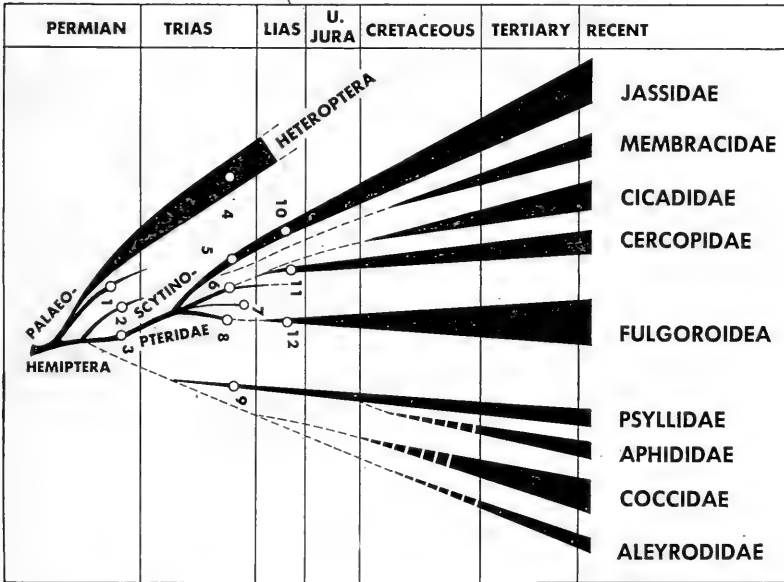 PERMIAN
TRIAS
LIAS
U.
JURA
CRETACEOUS
TERTIARY
RECENT
HETEROPTERA
JASSIDAE
MEMBRACIDAE
CICADIDAE
CERCOPIDAE
FULGOROIDEA
PSYLLIDAE
APHIDIDAE
COCCIDAE
ALEYRODIDAE
PALAEO-
HEMIPTERA
SCYTINO-
PTERIDAE
1
2
3
4
5
6
7
8
9
10
11
12